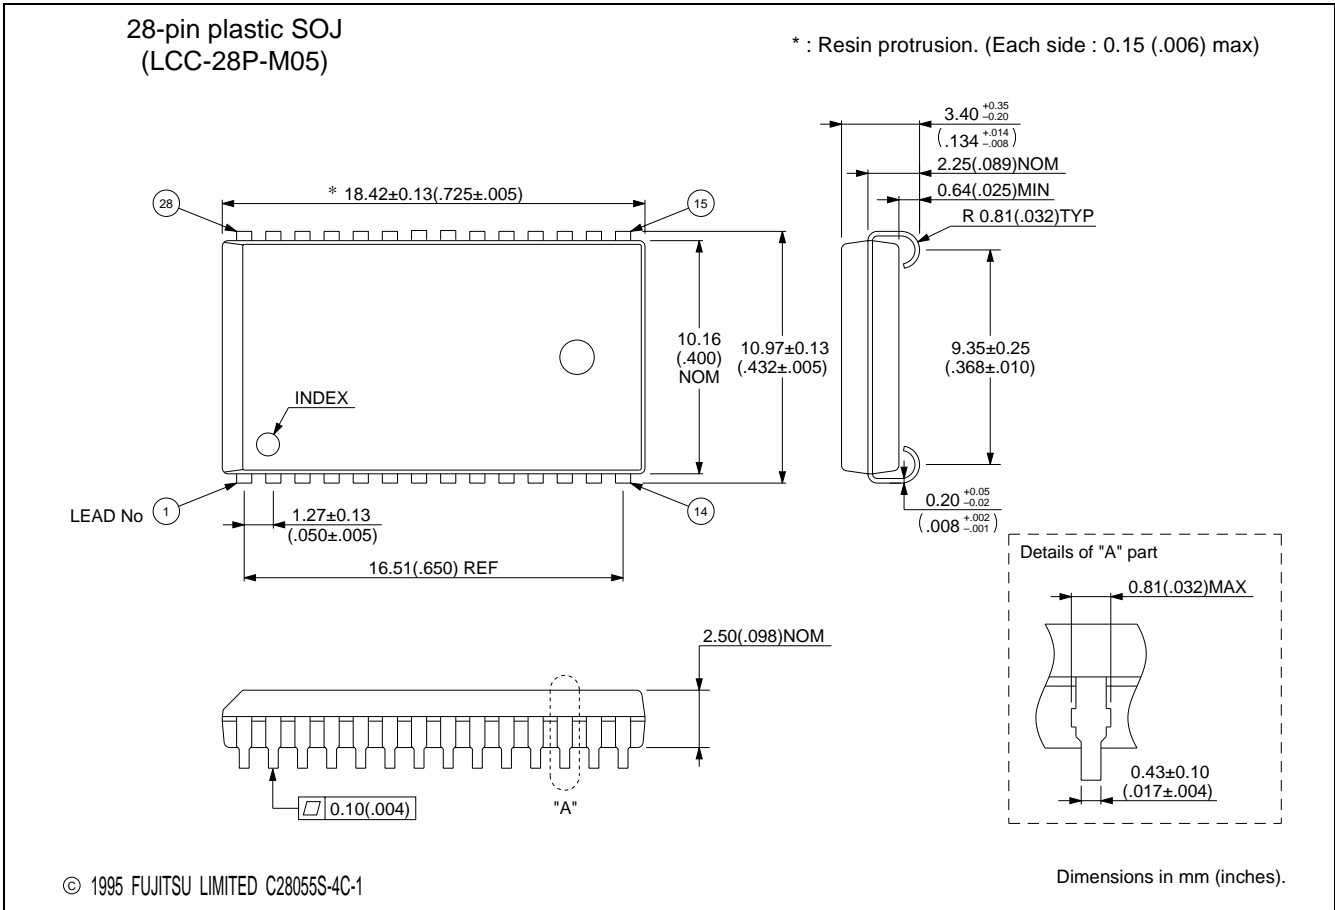 28-pin plastic SOJ
(LCC-28P-M05)
* : Resin protrusion. (Each side : 0.15 (.006) max)
3.40 +0.35 –0.20
(.134 +.014 –.008)
2.25(.089)NOM
0.64(.025)MIN
R 0.81(.032)TYP
* 18.42±0.13(.725±.005)
28
15
10.16
(.400)
NOM
10.97±0.13
(.432±.005)
9.35±0.25
(.368±.010)
INDEX
LEAD No 1
14
1.27±0.13
(.050±.005)
16.51(.650) REF
0.20 +0.05 –0.02
(.008 +.002 –.001)
Details of "A" part
0.81(.032)MAX
0.43±0.10
(.017±.004)
2.50(.098)NOM
0.10(.004)
"A"
© 1995 FUJITSU LIMITED C28055S-4C-1
Dimensions in mm (inches).